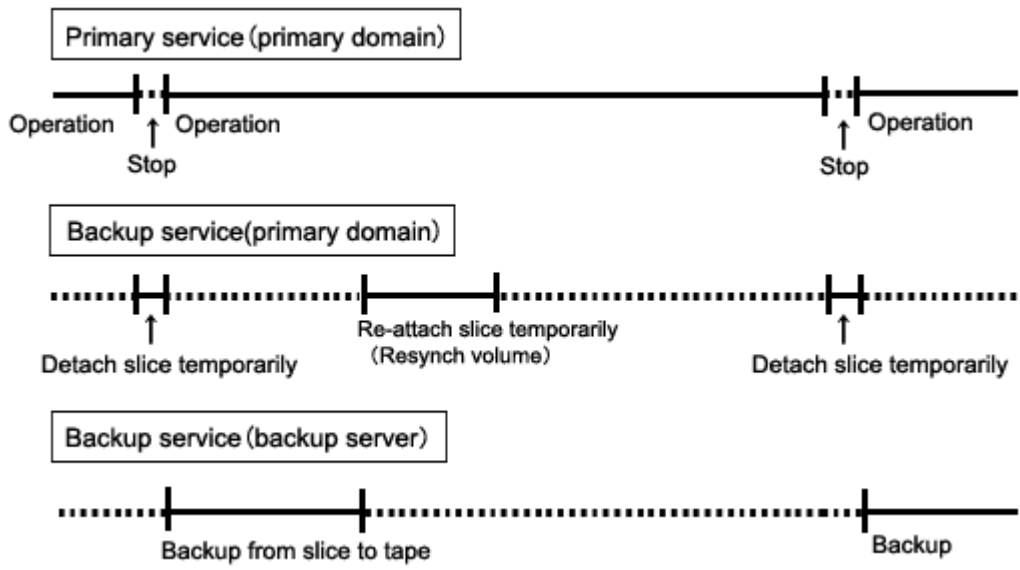 Primary service (primary domain)
Operation
Operation
Operation
Stop
Stop
Backup service(primary domain)
Re-attach slice temporarily
(Resynch volume)
Detach slice temporarily
Detach slice temporarily
Backup service (backup server)
Backup from slice to tape
Backup